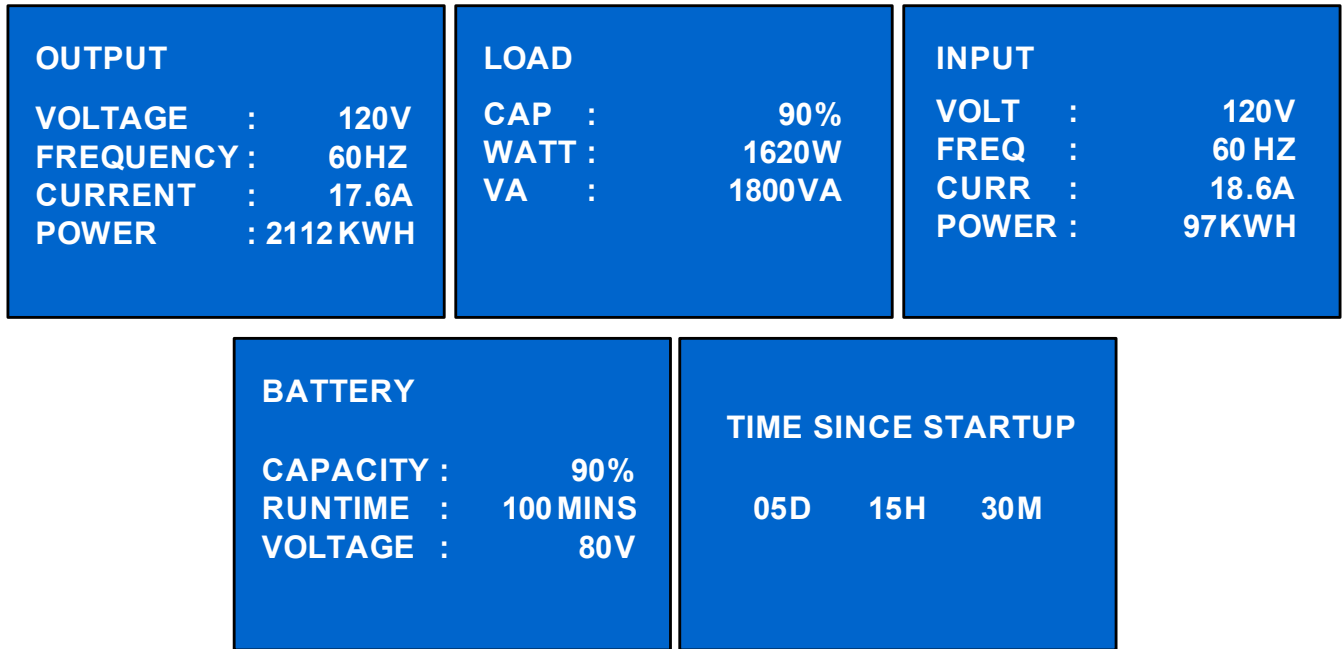 OUTPUT
VOLTAGE : 120V
FREQUENCY : 60HZ
CURRENT : 17.6A
POWER : 2112 KWH
LOAD
CAP : 90%
WATT : 1620W
VA : 1800VA
INPUT
VOLT : 120V
FREQ : 60 HZ
CURR : 18.6A
POWER : 97KWH
BATTERY
CAPACITY : 90%
RUNTIME : 100 MINS
VOLTAGE : 80V
TIME SINCE STARTUP
05D 15H 30M